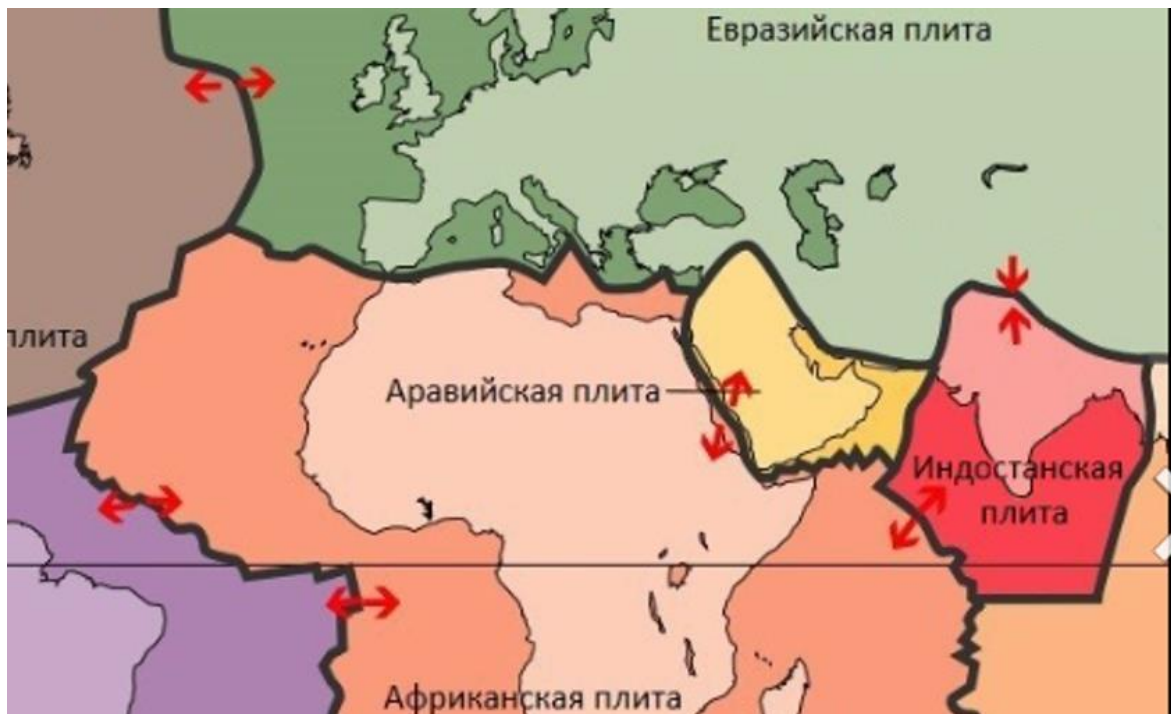 Евразийская плита
плита
Аравийская плита
Индостанская
плита
Африканская плита